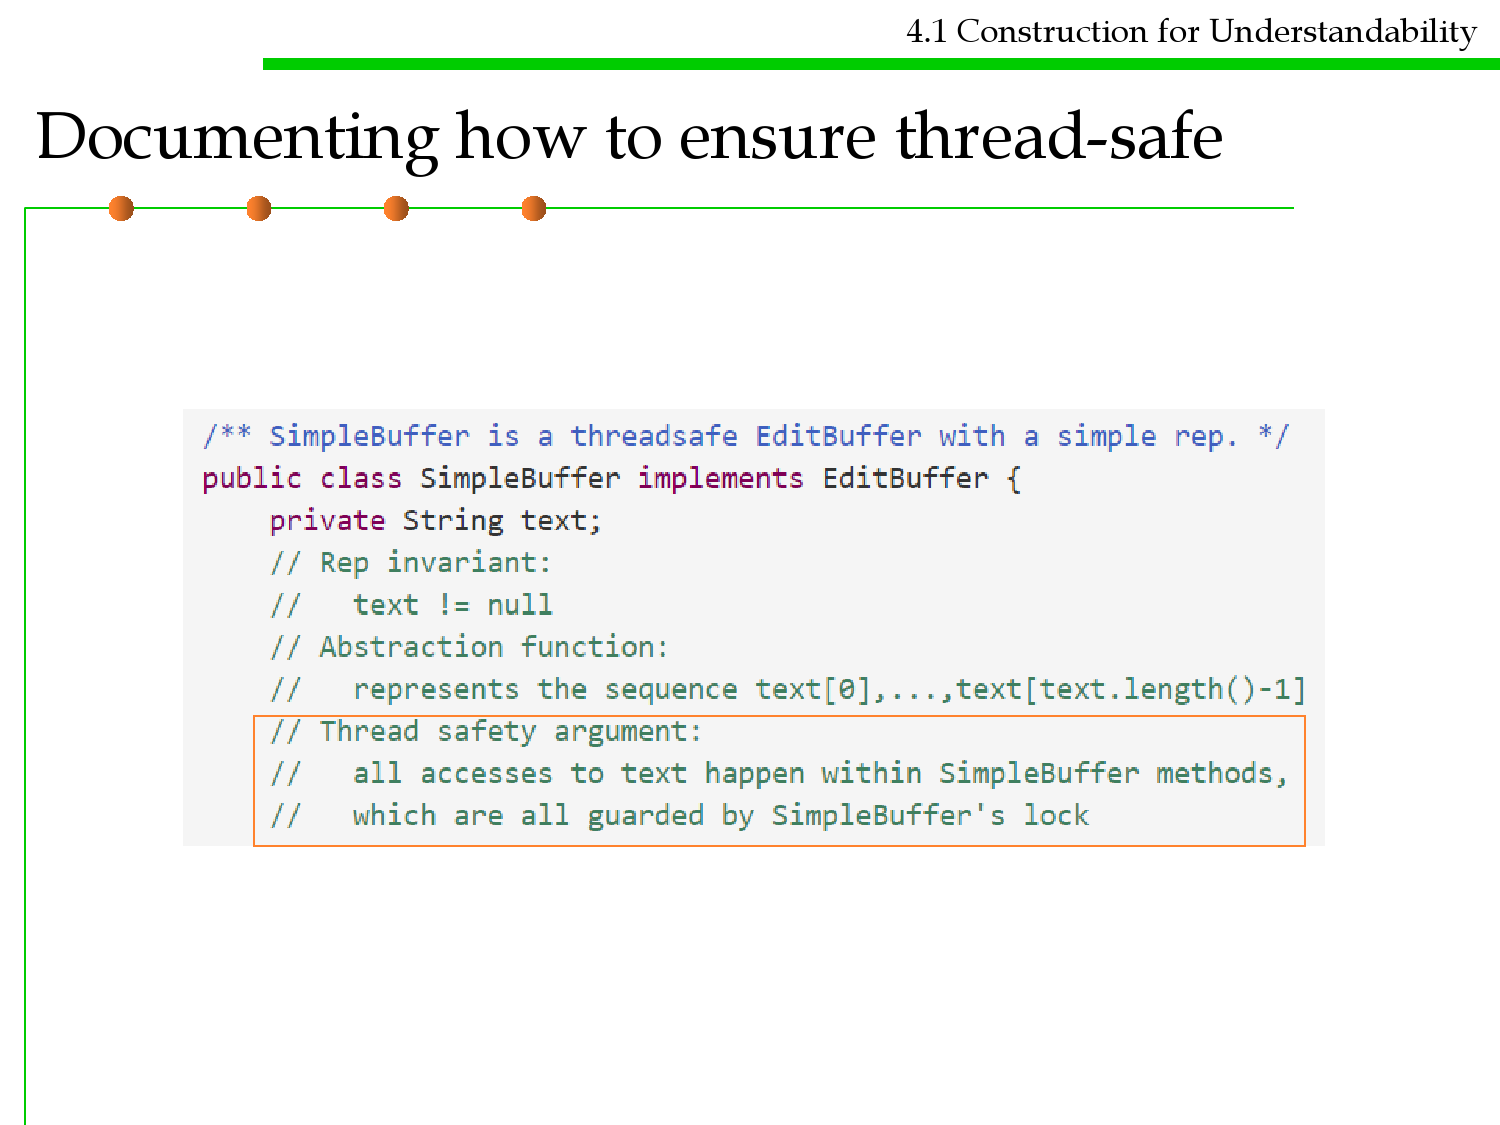 4.1 Construction for Understandability
Documenting how to ensure thread-safe
/** SimpleBuffer is a threadsafe EditBuffer with a simple rep. */
public class SimpleBuffer implements EditBuffer {
    private String text;
    // Rep invariant:
    //   text != null
    // Abstraction function:
    //   represents the sequence text[0],...,text[text.length()-1]
    // Thread safety argument:
    //   all accesses to text happen within SimpleBuffer methods,
    //   which are all guarded by SimpleBuffer's lock